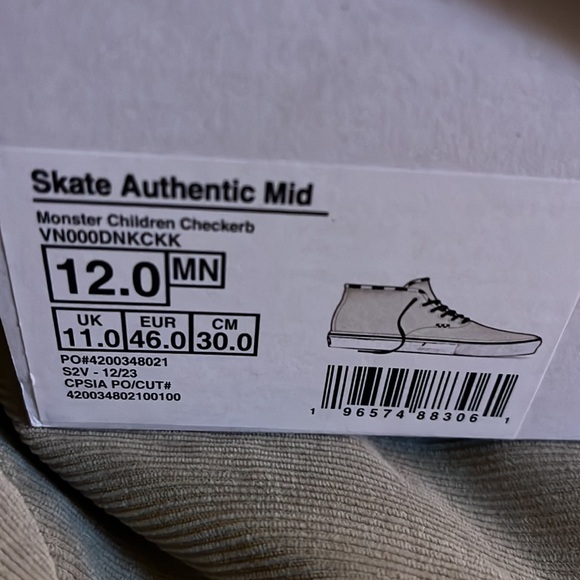 Skate Authentic Mid
Monster Children Checkerb
VN000DNKCKK
12.0 MN
UK EUR CM
11.0 46.0 30.0
PO#4200348021
S2V - 12/23
CPSIA PO/CUT#
420034802100100
1 96574 88306 1